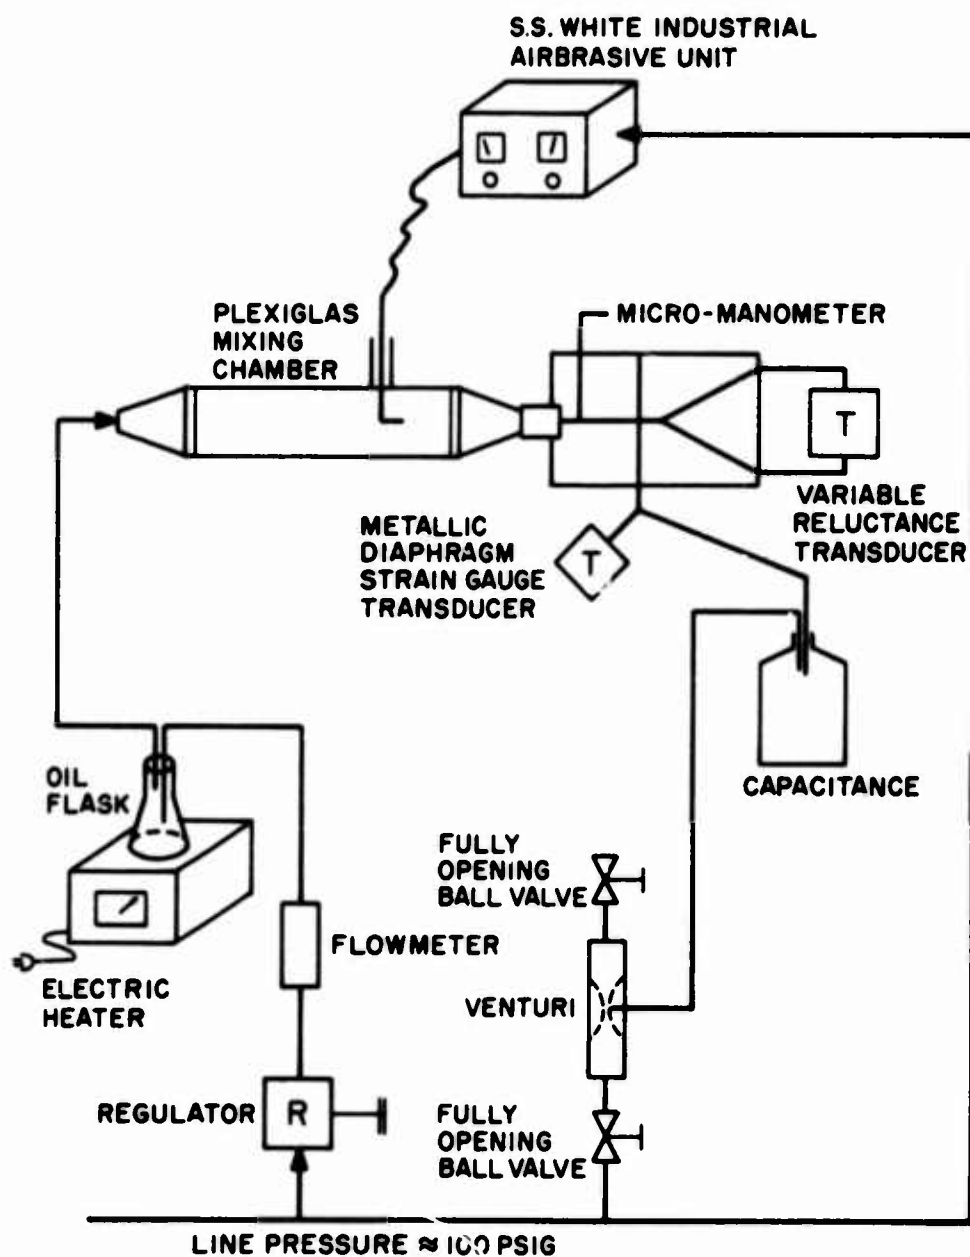 S.S. WHITE INDUSTRIAL
AIRBRASIVE UNIT
PLEXIGLAS
MIXING
CHAMBER
MICRO-MANOMETER
T
VARIABLE
RELUCTANCE
TRANSDUCER
METALLIC
DIAPHRAGM
STRAIN GAUGE
TRANSDUCER
T
CAPACITANCE
OIL
FLASK
ELECTRIC
HEATER
FLOWMETER
REGULATOR
R
FULLY
OPENING
BALL VALVE
VENTURI
FULLY
OPENING
BALL VALVE
LINE PRESSURE ≈ 100 PSIG